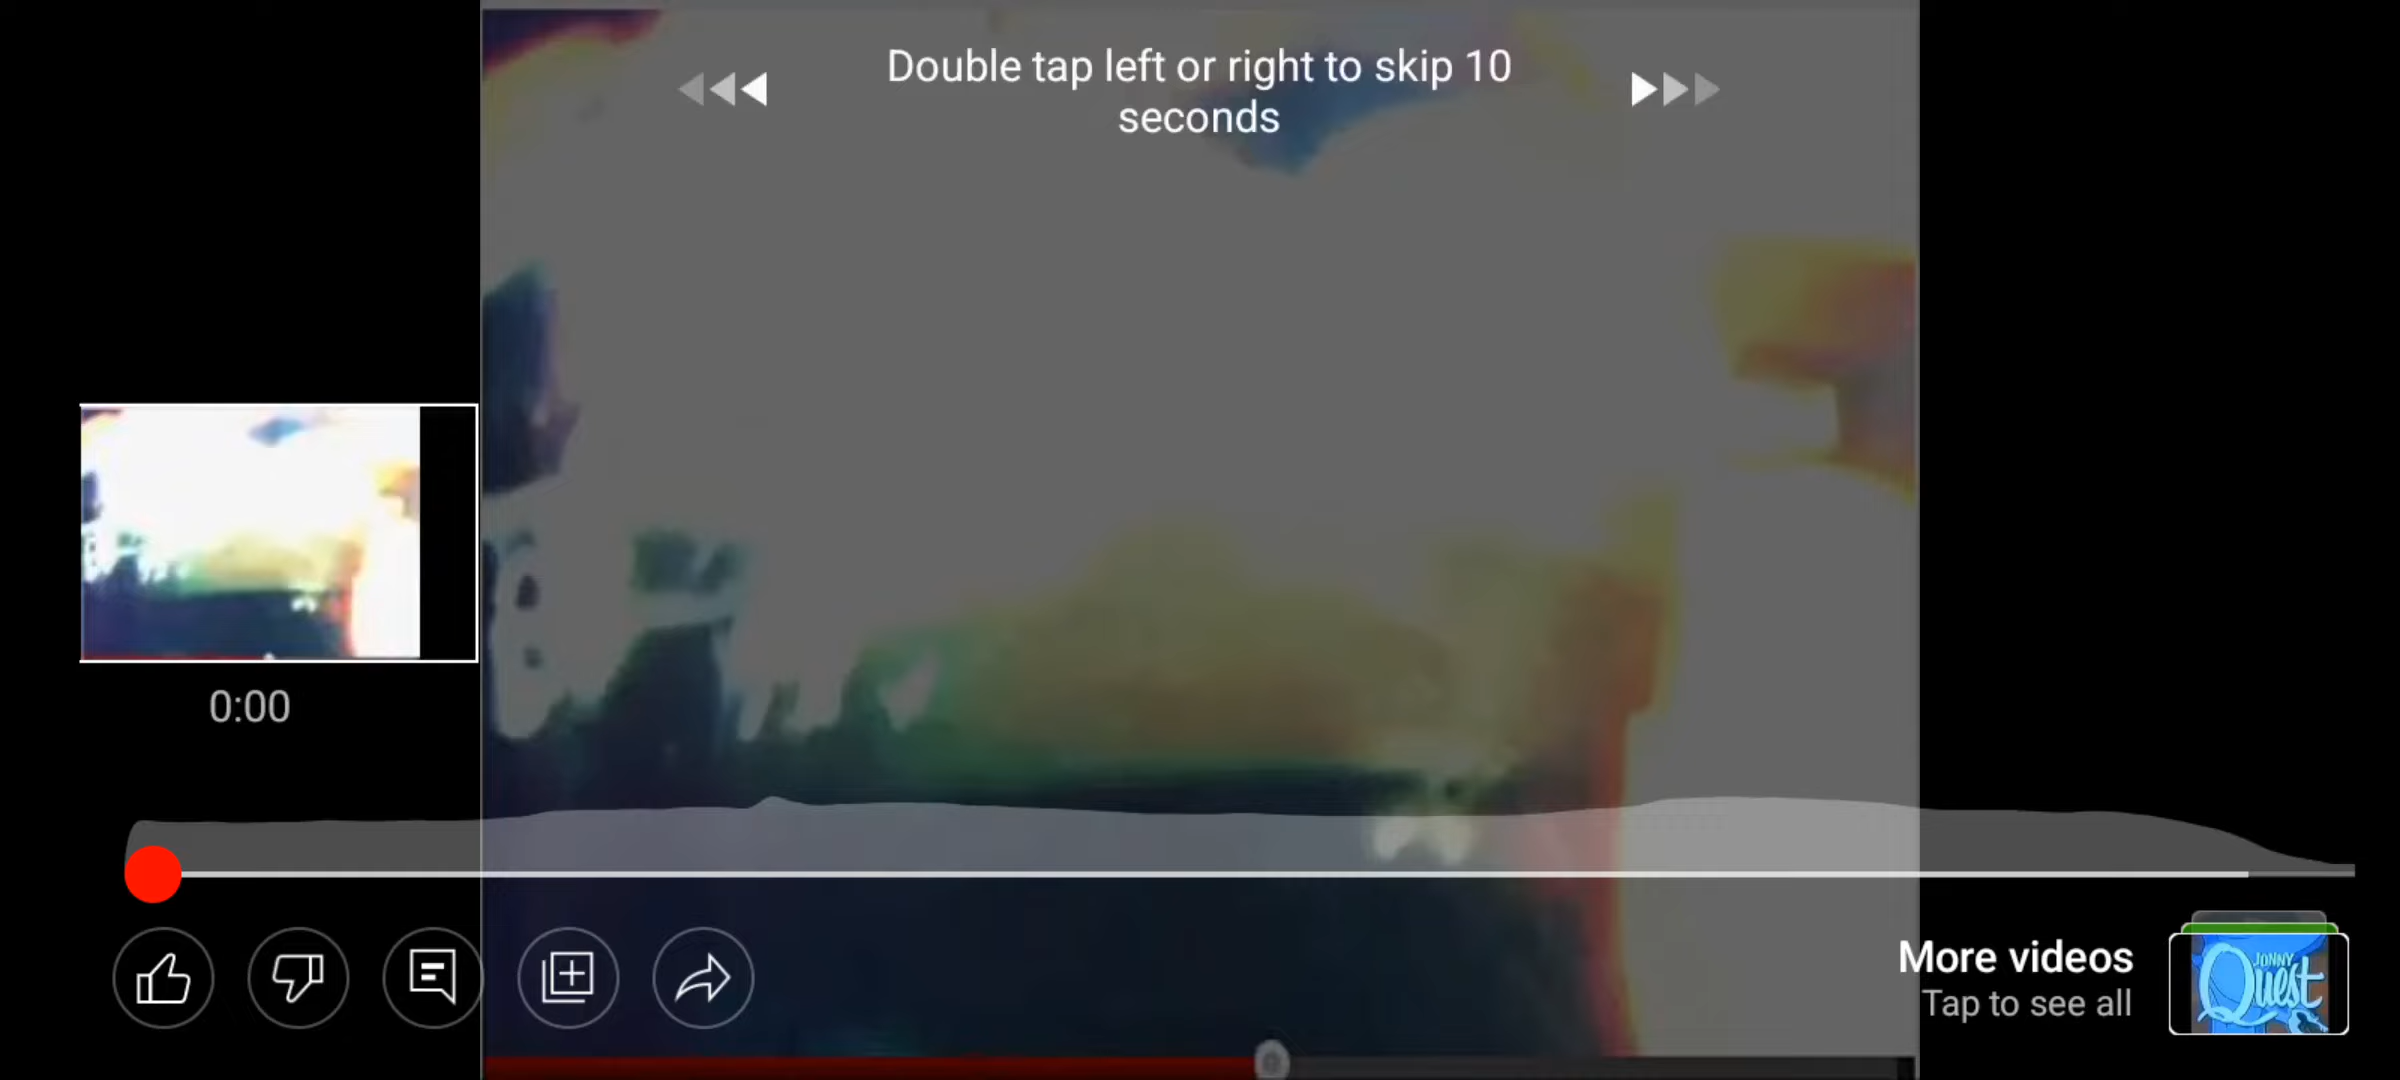 Double tap left or right to skip 10
seconds
0:00
More videos
Tap to see all
JONNY
Quest